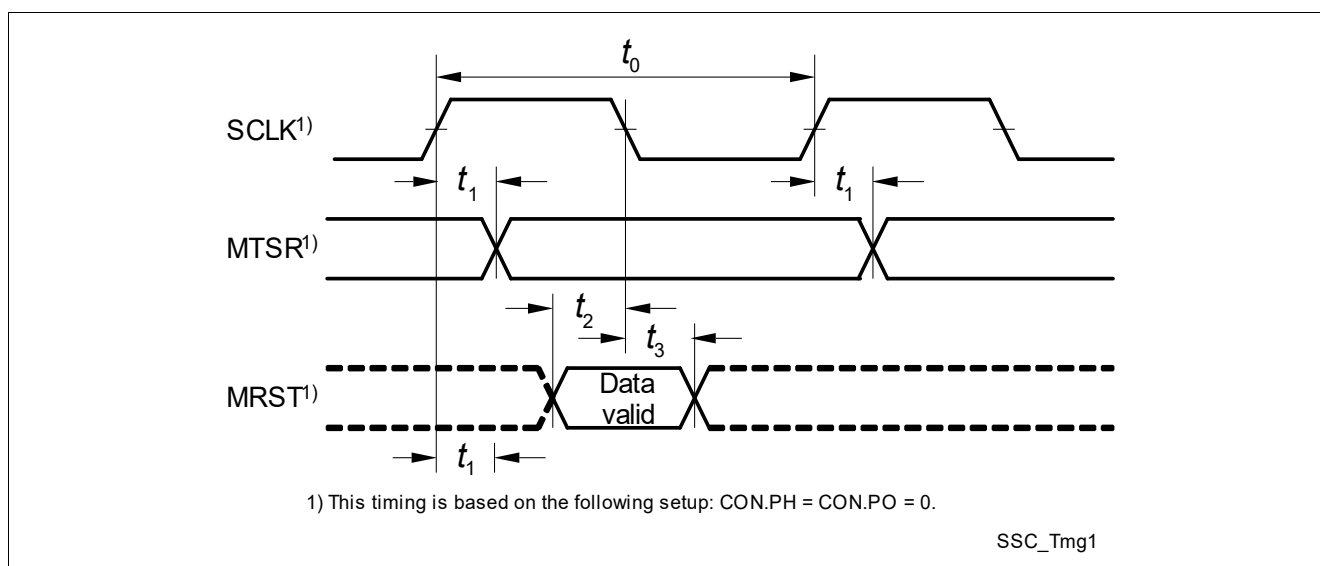 t0
SCLK1)
t1
t1
MTSR1)
t2
t3
MRST1)
Data
valid
t1
1) This timing is based on the following setup: CON.PH = CON.PO = 0.
SSC_Tmg1